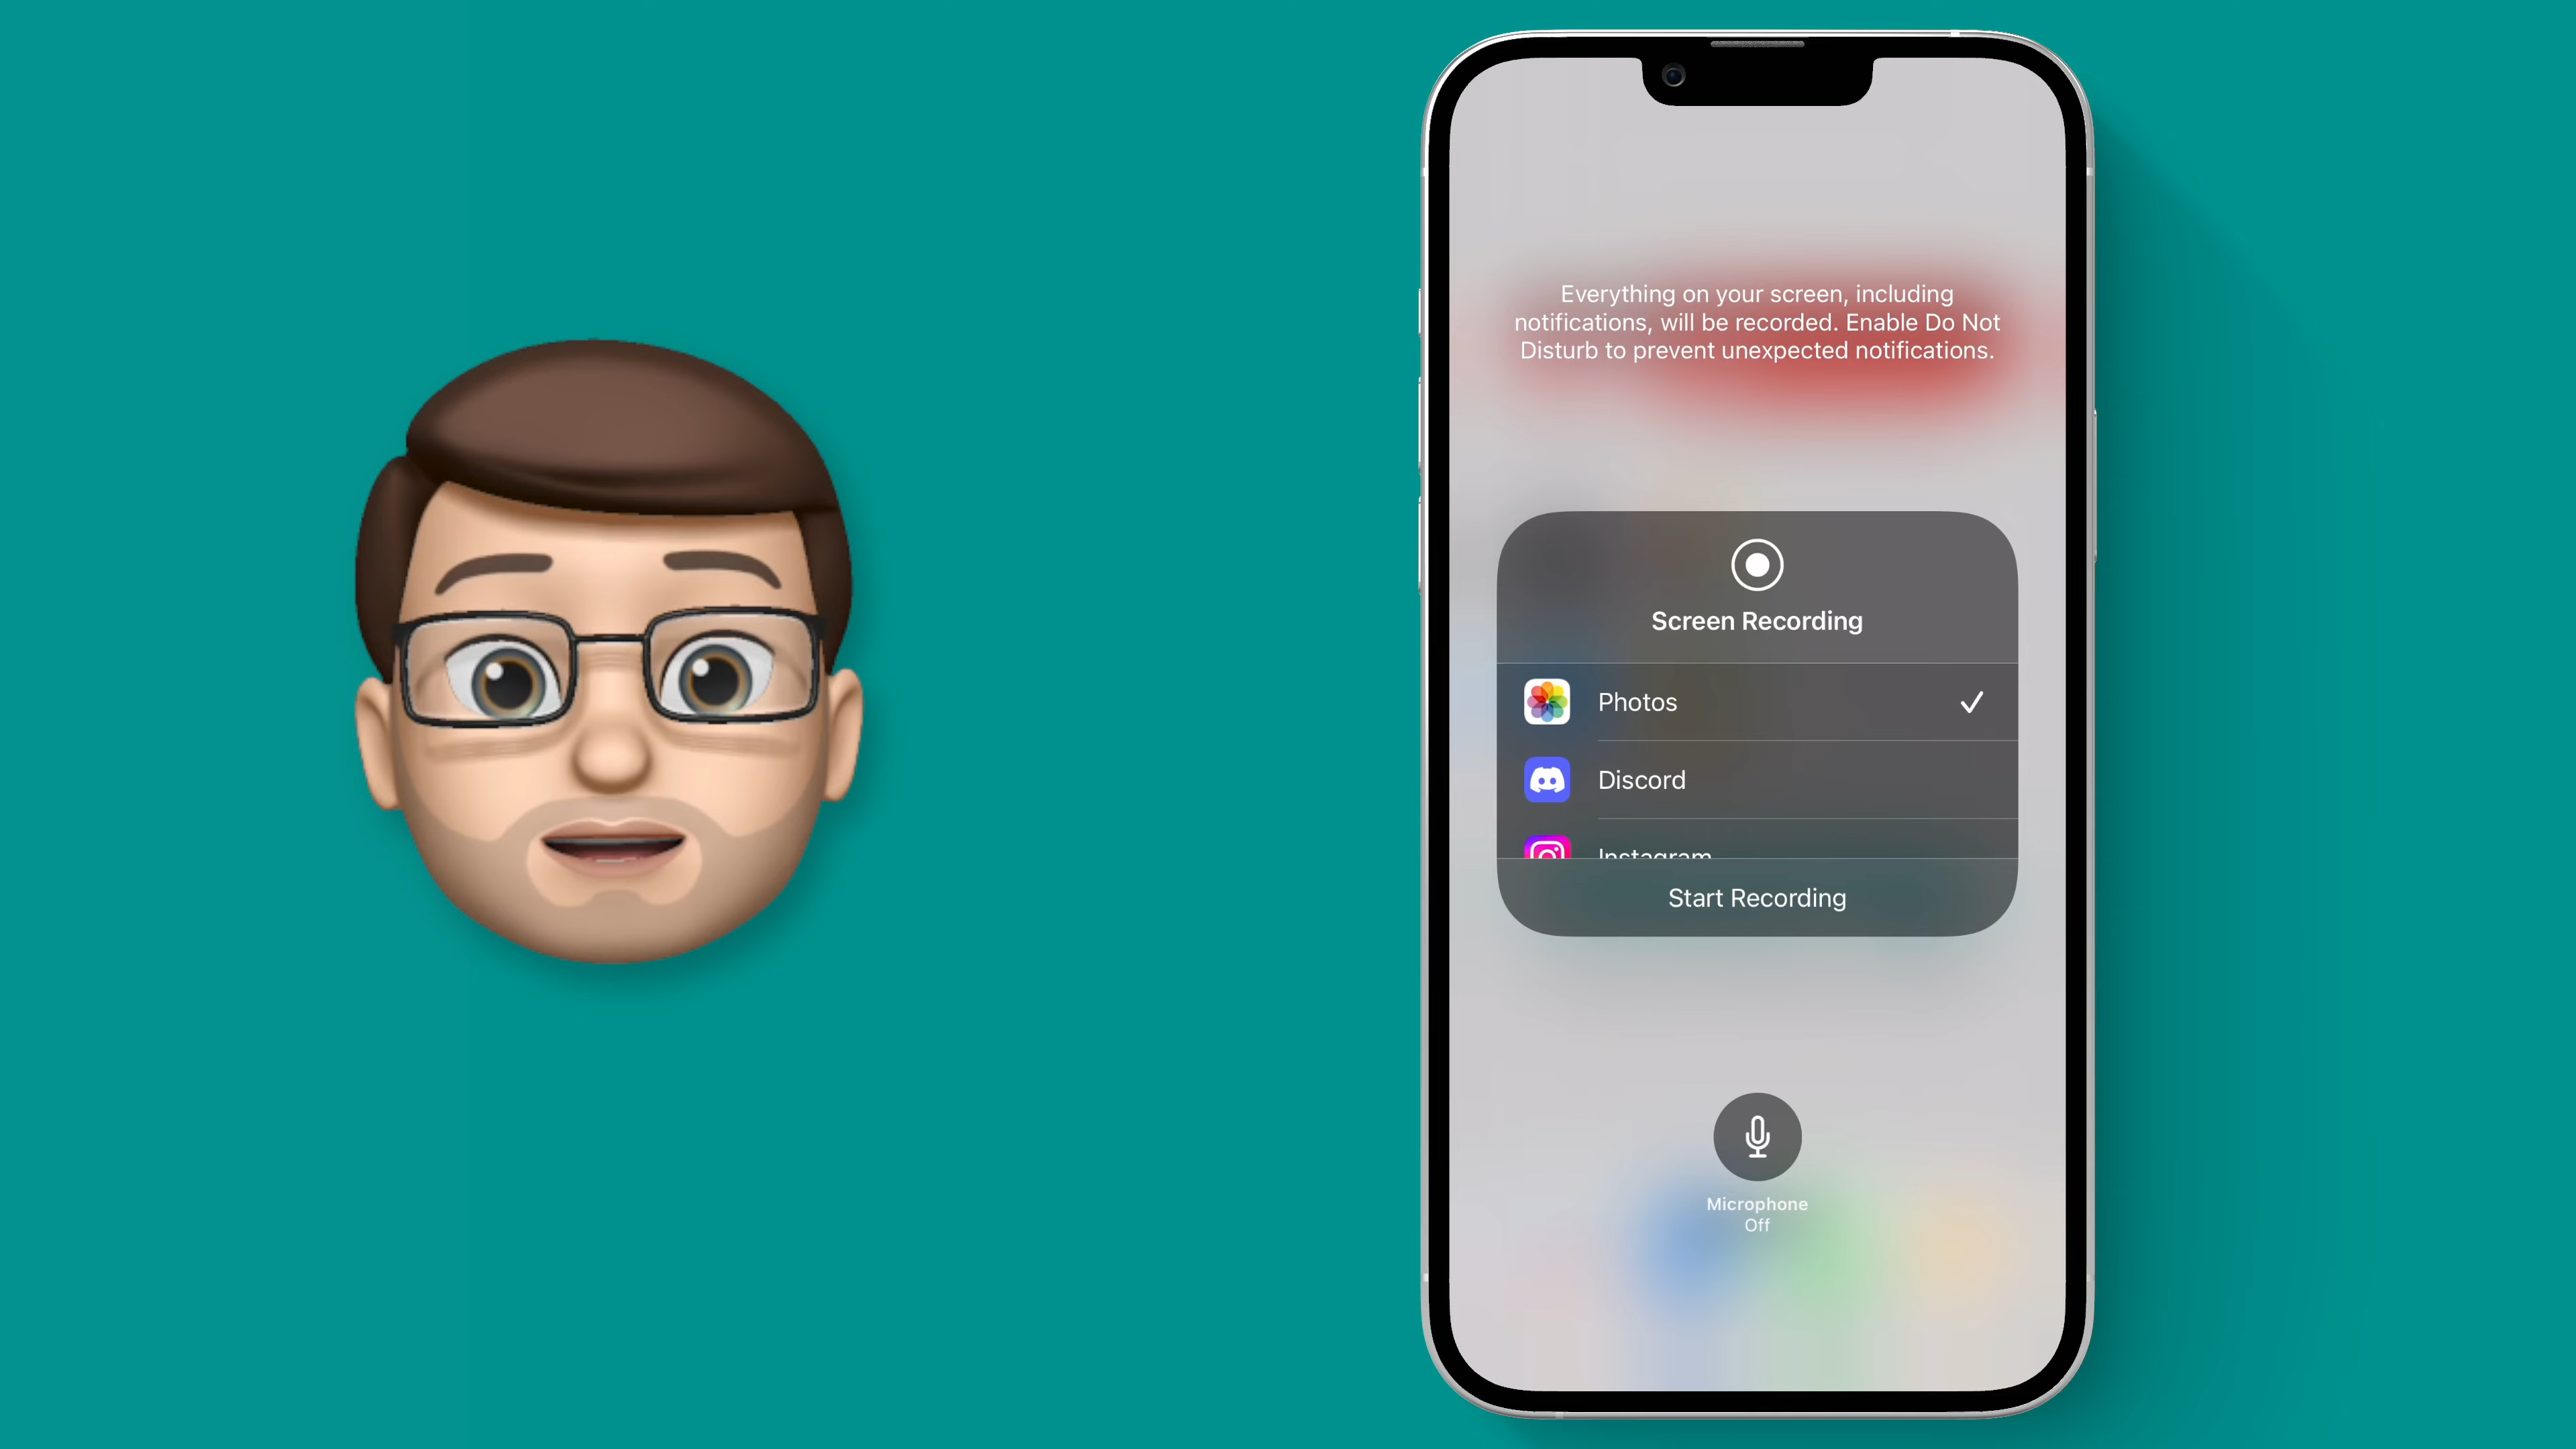 Everything on your screen, including
notifications, will be recorded. Enable Do Not
Disturb to prevent unexpected notifications.
Screen Recording
Photos
Discord
Instagram
Start Recording
Microphone
Off